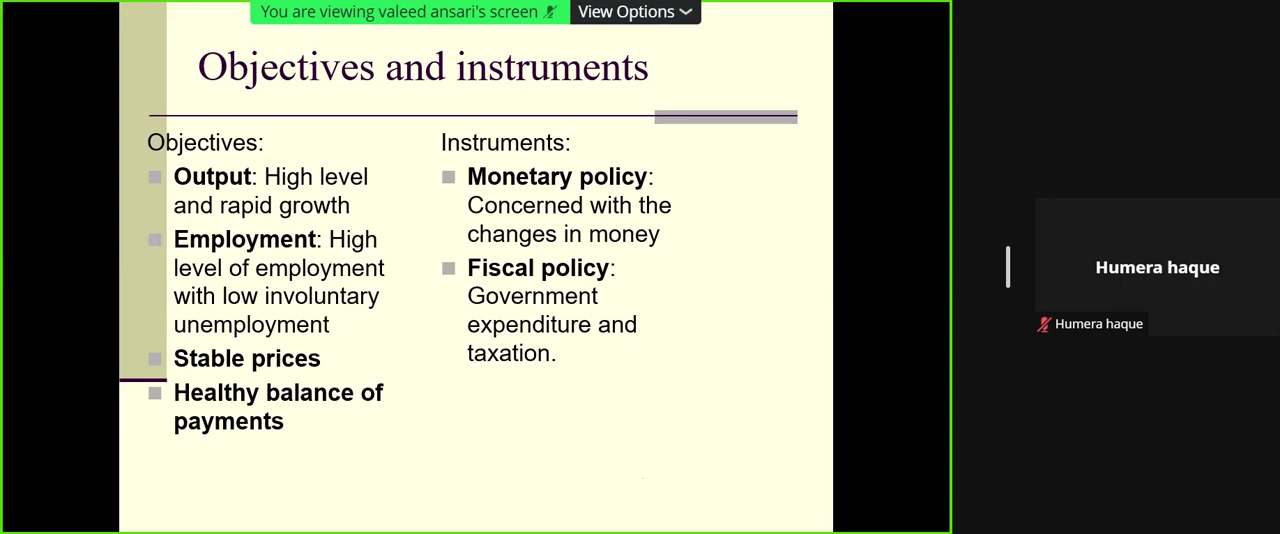 You are viewing valeed ansari's screen
View Options
Objectives and instruments
Objectives:
Output: High level
and rapid growth
Employment: High
level of employment
with low involuntary
unemployment
Stable prices
Healthy balance of
payments
Instruments:
Monetary policy:
Concerned with the
changes in money
Fiscal policy:
Government
expenditure and
taxation.
Humera haque
Humera haque